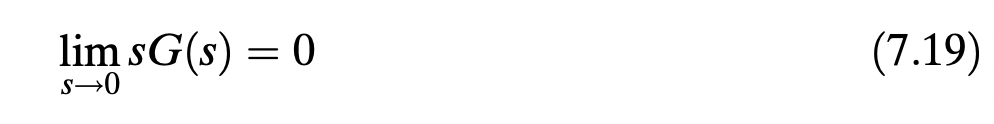 lim sG(s) = 0 (7.19)
s→0